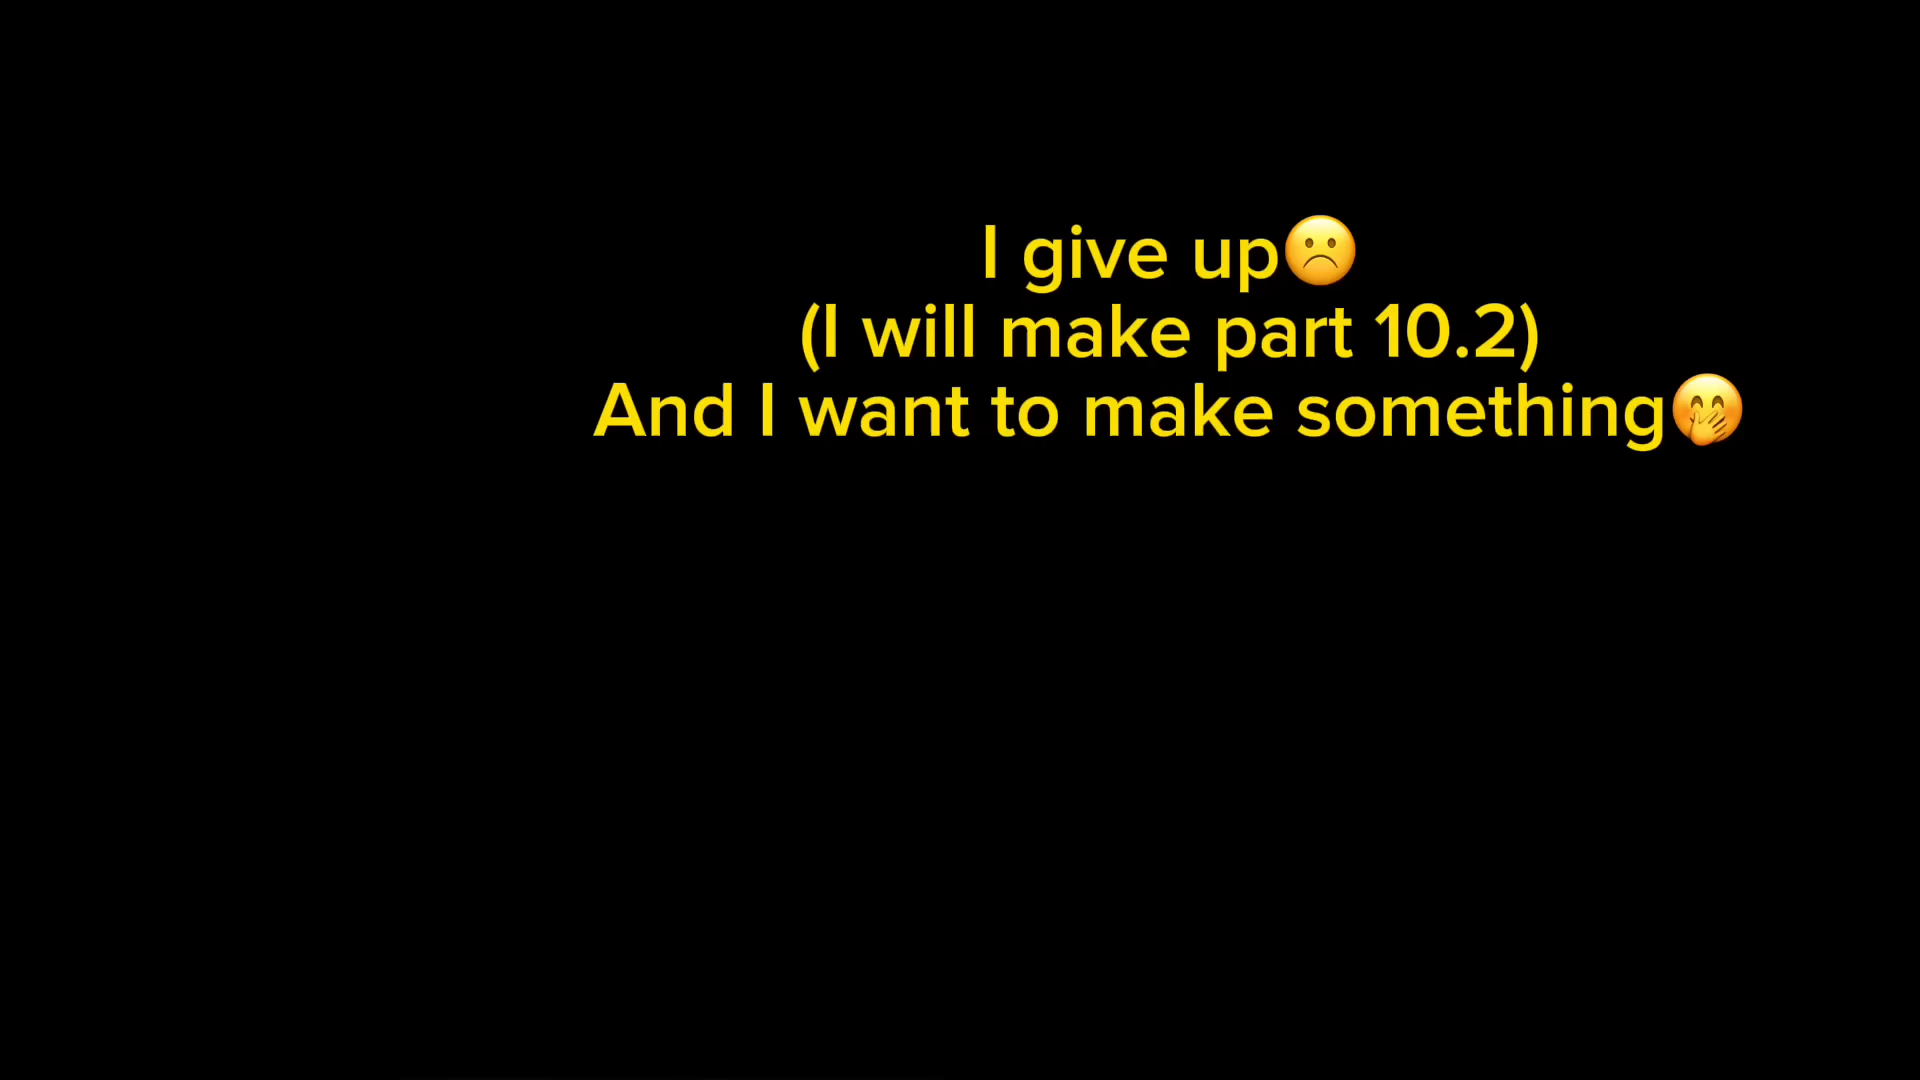 I give up☹️
(I will make part 10.2)
And I want to make something🤭